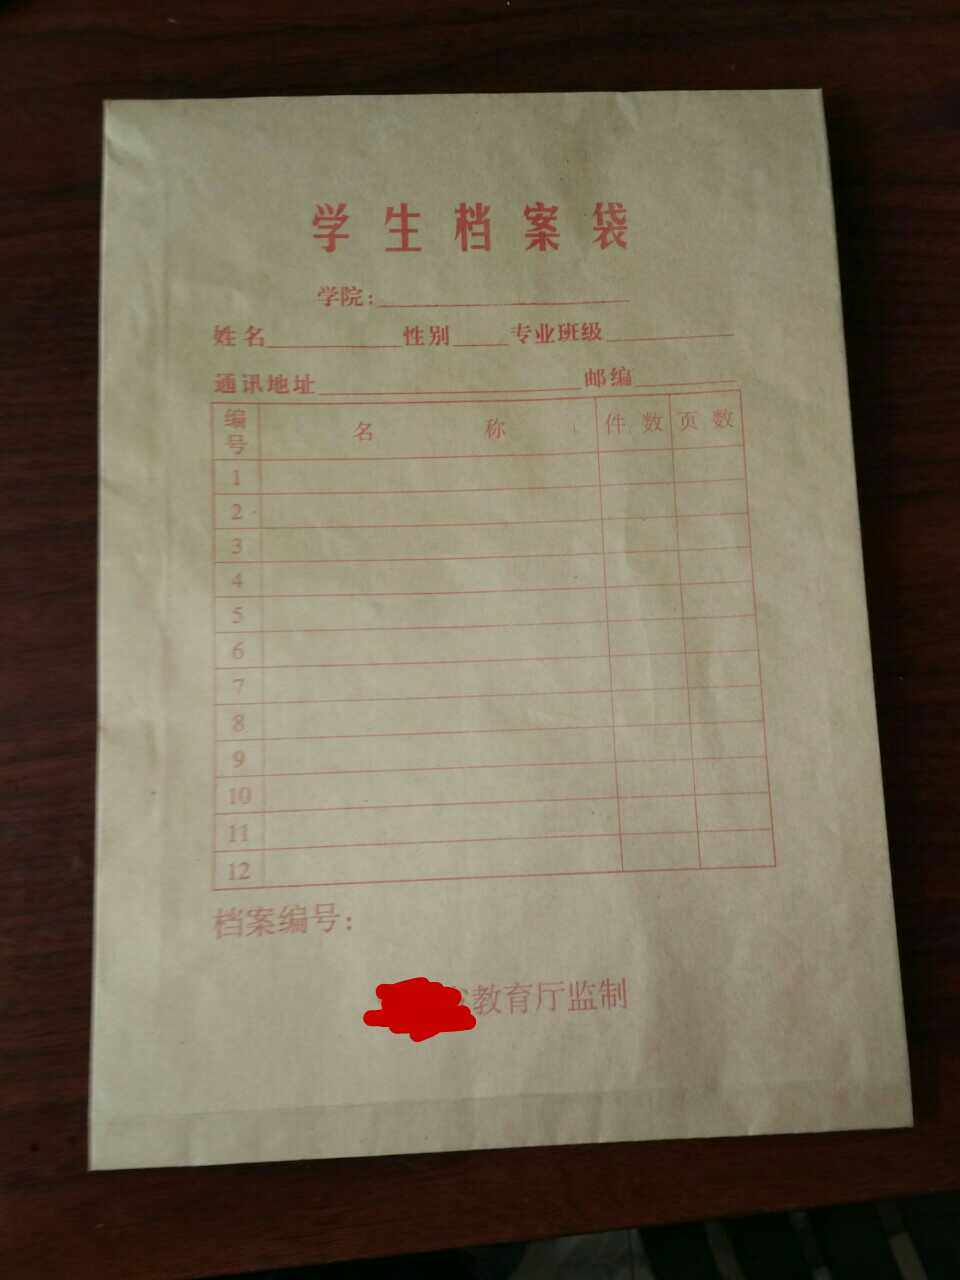 学生档案袋
学院:
姓名 性别 专业班级
通讯地址 邮编
编号 名称 件数 页数
1
2
3
4
5
6
7
8
9
10
11
12
档案编号:
教育厅监制